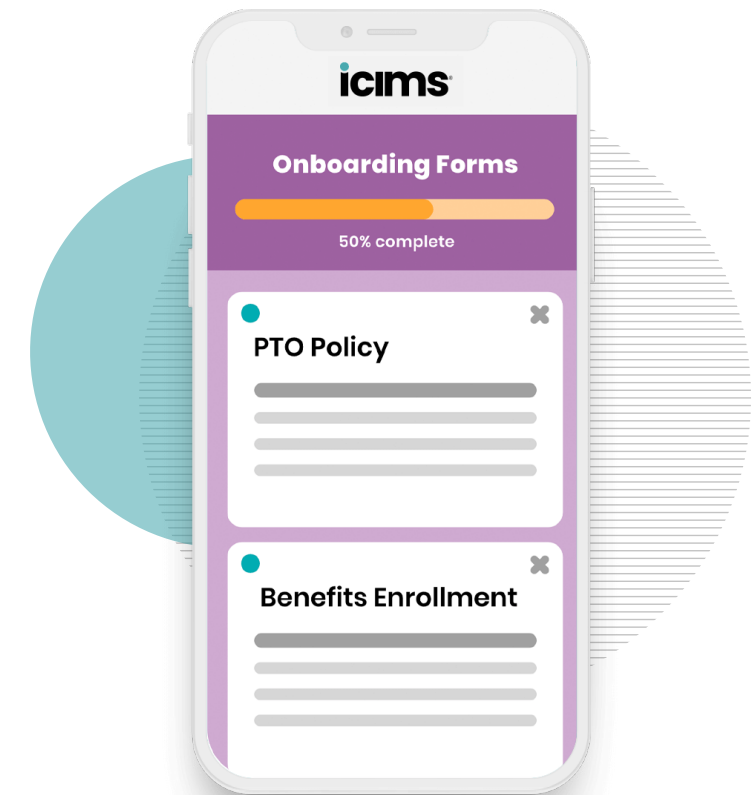 icims
Onboarding Forms
50% complete
PTO Policy
Benefits Enrollment